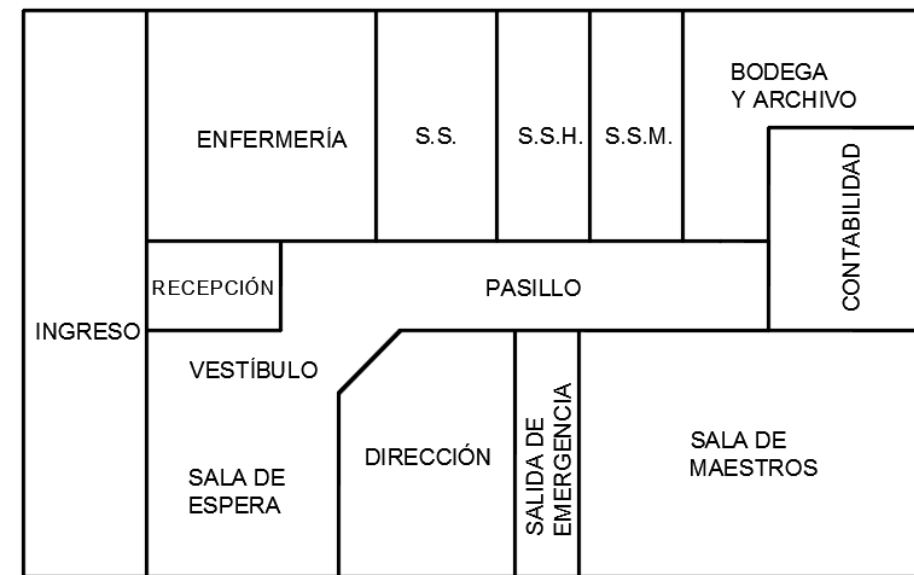 BODEGA
Y ARCHIVO
ENFERMERÍA
S.S.
S.S.H.
S.S.M.
CONTABILIDAD
RECEPCIÓN
PASILLO
INGRESO
VESTÍBULO
DIRECCIÓN
SALIDA DE
EMERGENCIA
SALA DE
MAESTROS
SALA DE
ESPERA